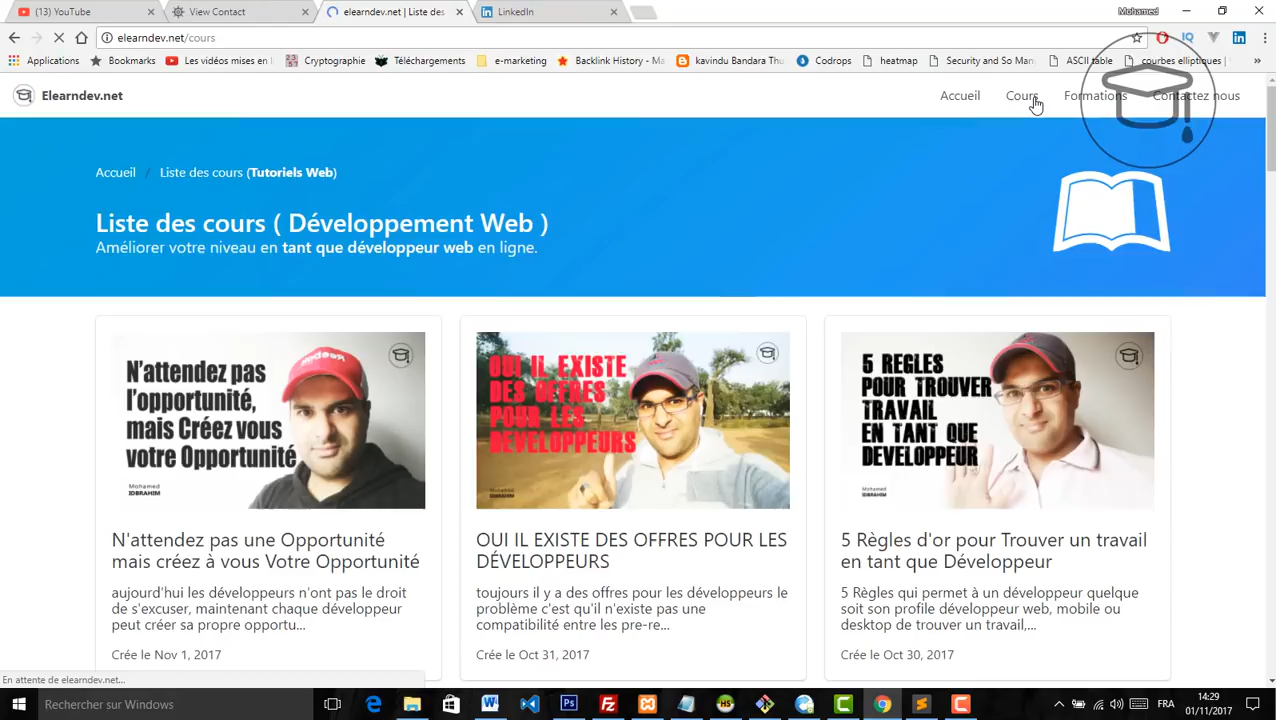 (13) YouTube
View Contact
elearndev.net | Liste des
LinkedIn
Mohamed
elearndev.net/cours
IQ
Applications
Bookmarks
Les vidéos mises en
Cryptographie
Téléchargements
e-marketing
Backlink History - Ma
kavindu Bandara Thu
Codrops
heatmap
Security and So Man
ASCII table
courbes elliptiques
»
Elearndev.net
Accueil
Cours
Formations
Contactez nous
Accueil / Liste des cours (Tutoriels Web)
Liste des cours ( Développement Web )
Améliorer votre niveau en tant que développeur web en ligne.
N'attendez pas
l'opportunité,
mais Créez vous
votre Opportunité
Mohamed
IDBRAHIM
OUI IL EXISTE
DES OFFRES
POUR LES
DEVELOPPEURS
Mohamed
IDBRAHIM
5 REGLES
POUR TROUVER
TRAVAIL
EN TANT QUE
DEVELOPPEUR
Mohamed
IDBRAHIM
N'attendez pas une Opportunité
mais créez à vous Votre Opportunité
aujourd'hui les développeurs n'ont pas le droit
de s'excuser, maintenant chaque développeur
peut créer sa propre opportu...
Crée le Nov 1, 2017
OUI IL EXISTE DES OFFRES POUR LES
DÉVELOPPEURS
toujours il y a des offres pour les développeurs le
problème c'est qu'il n'existe pas une
compatibilité entre les pre-re...
Crée le Oct 31, 2017
5 Règles d'or pour Trouver un travail
en tant que Développeur
5 Règles qui permet à un développeur quelque
soit son profile développeur web, mobile ou
desktop de trouver un travail,...
Crée le Oct 30, 2017
En attente de elearndev.net...
Rechercher sur Windows
FRA
14:29
01/11/2017